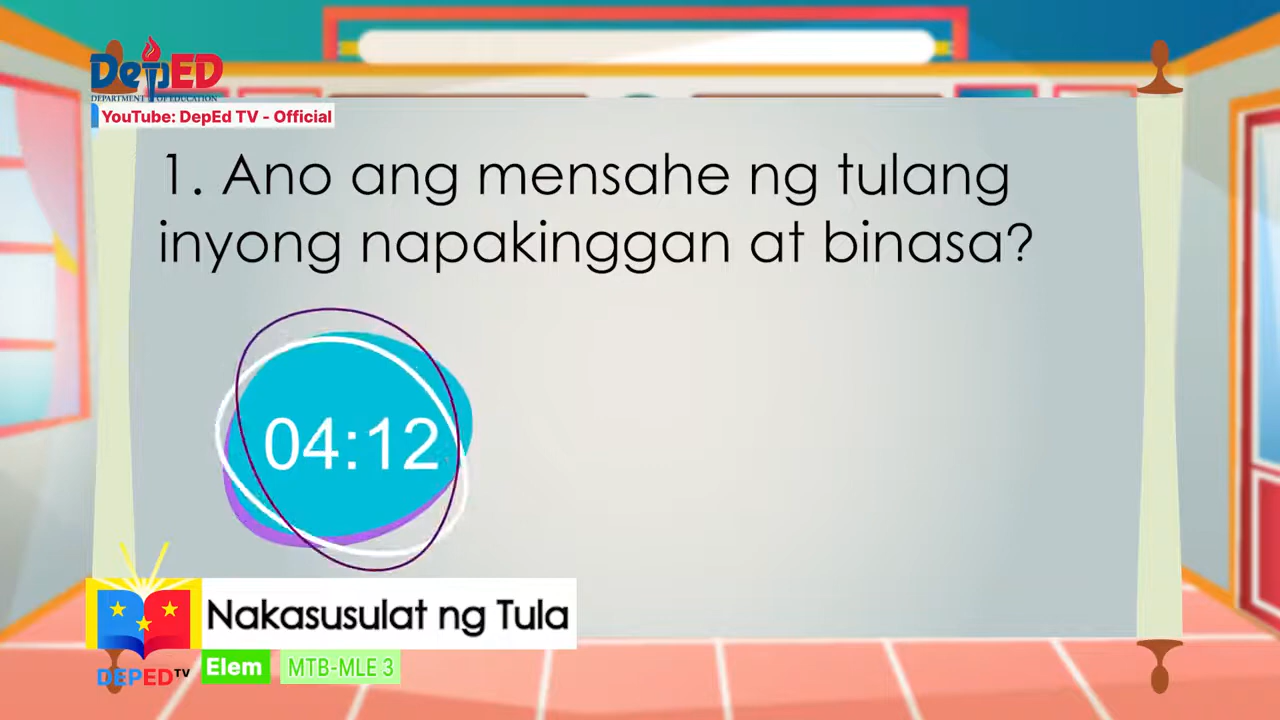 DepED
DEPARTMENT OF EDUCATION
YouTube: DepEd TV - Official
1. Ano ang mensahe ng tulang
inyong napakinggan at binasa?
04:12
Nakasusulat ng Tula
DEPED TV
Elem
MTB-MLE 3